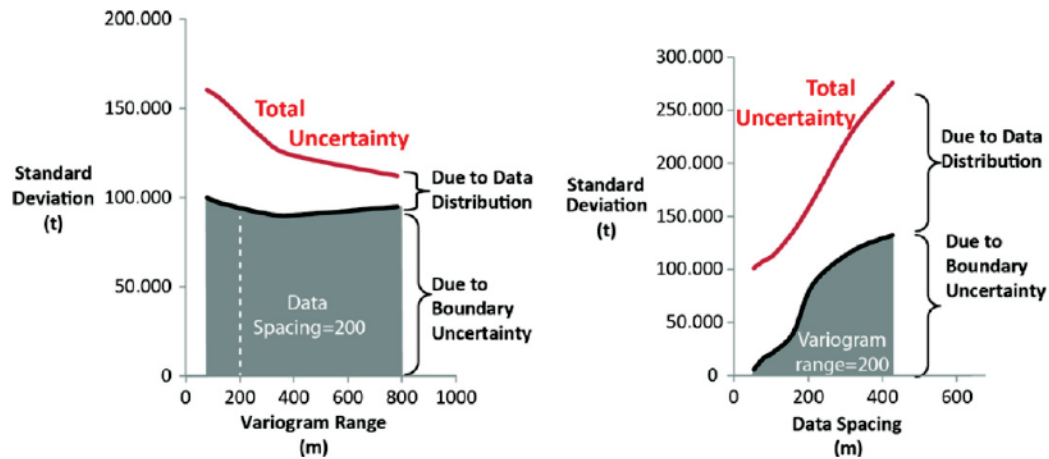 200.000
150.000
100.000
50.000
0
Standard
Deviation
(t)
Total
Uncertainty
Due to Data
Distribution
Due to
Boundary
Uncertainty
Data
Spacing=200
0 200 400 600 800 1000
Variogram Range
(m)
300.000
250.000
200.000
150.000
100.000
50.000
0
Standard
Deviation
(t)
Total
Uncertainty
Due to Data
Distribution
Due to
Boundary
Uncertainty
Variogram
range=200
0 200 400 600
Data Spacing
(m)